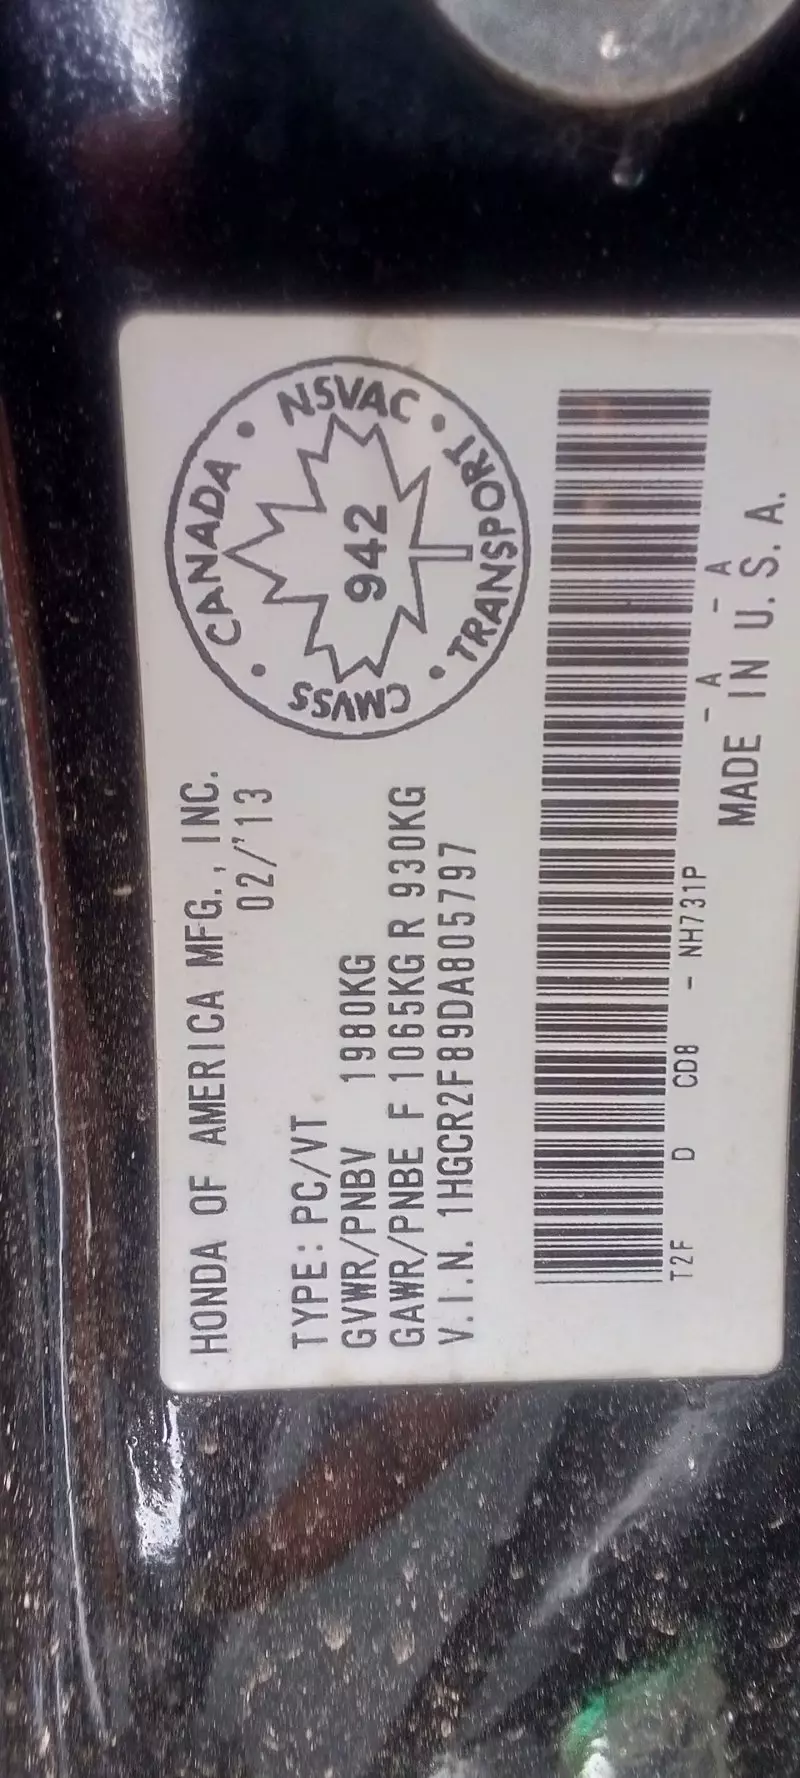 HONDA OF AMERICA MFG., INC.
02/'13
TYPE: PC/VT
GVWR/PNBV 1980KG
GAWR/PNBE F 1065KG R 930KG
V.I.N. 1HGCR2F89DA805797
CANADA
NSVAC
TRANSPORT
CMVSS
942
T2F D CD8 - NH731P - A - A
MADE IN U.S.A.